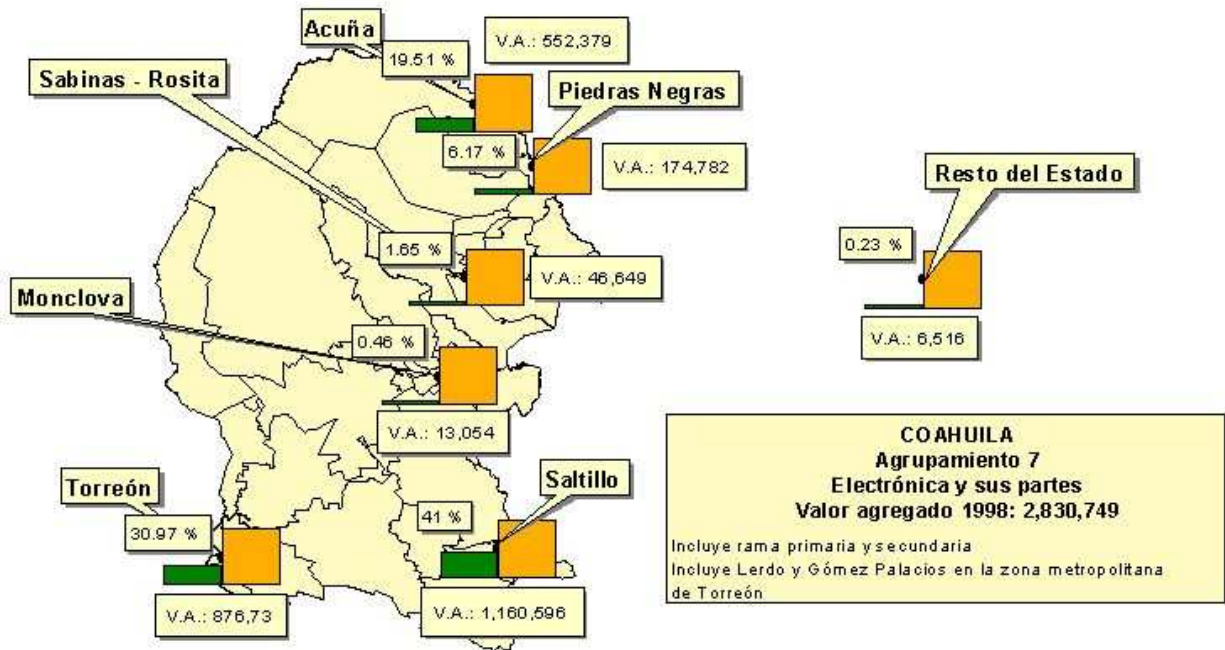 Acuña
19.51 %
V.A.: 552,379
Sabinas - Rosita
Piedras Negras
6.17 %
V.A.: 174,782
Resto del Estado
0.23 %
V.A.: 6,516
1.65 %
V.A.: 46,649
Monclova
0.46 %
V.A.: 13,054
Torreón
30.97 %
V.A.: 876,73
Saltillo
41 %
V.A.: 1,160,596
COAHUILA
Agrupamiento 7
Electrónica y sus partes
Valor agregado 1998: 2,830,749
Incluye rama primaria y secundaria
Incluye Lerdo y Gómez Palacios en la zona metropolitana
de Torreón